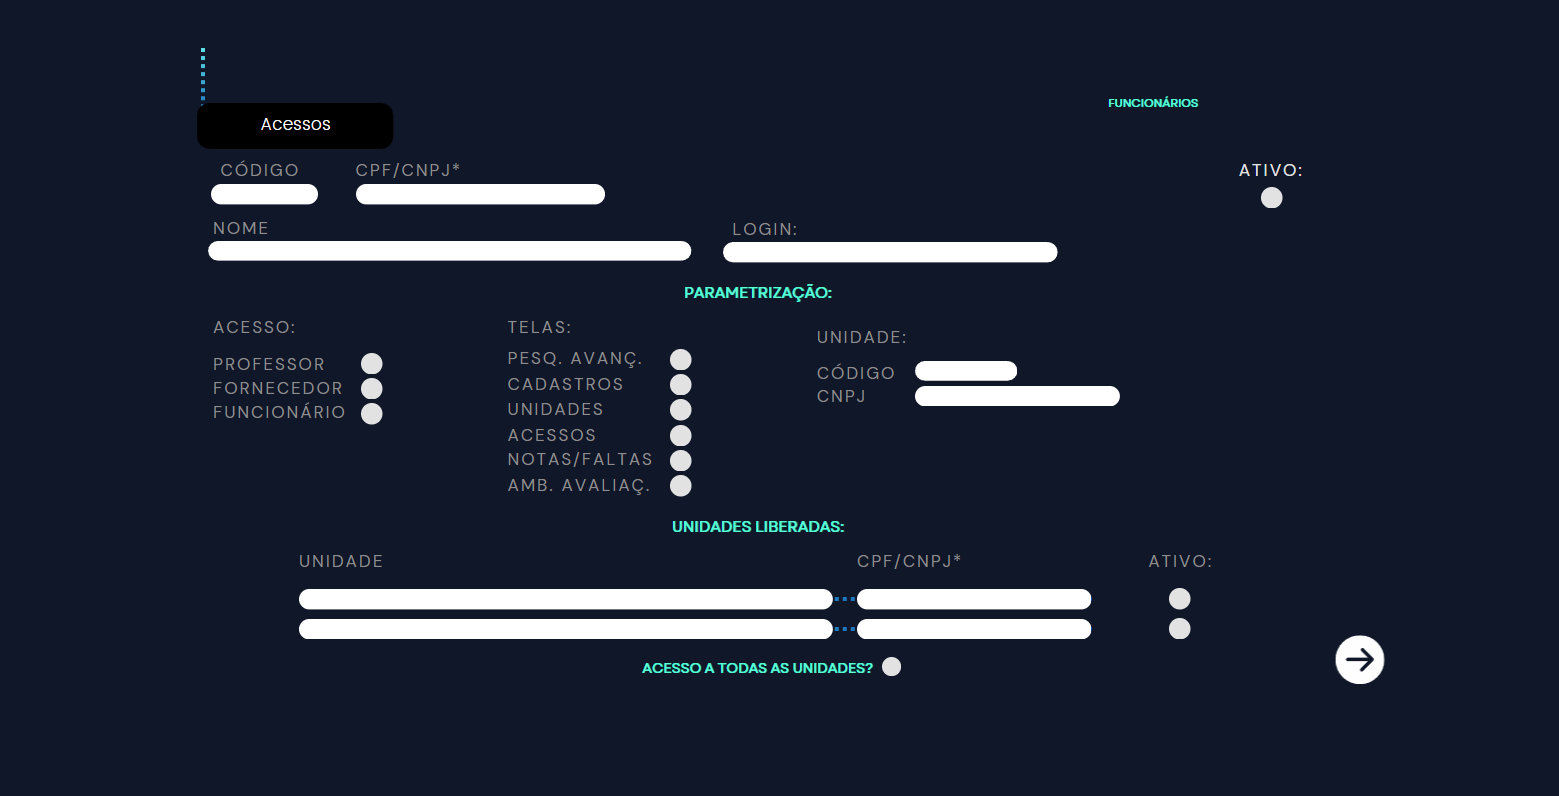 FUNCIONÁRIOS
Acessos
CÓDIGO CPF/CNPJ* ATIVO:
NOME LOGIN:
PARAMETRIZAÇÃO:
ACESSO:
PROFESSOR
FORNECEDOR
FUNCIONÁRIO
TELAS:
PESQ. AVANÇ.
CADASTROS
UNIDADES
ACESSOS
NOTAS/FALTAS
AMB. AVALIAÇ.
UNIDADE:
CÓDIGO
CNPJ
UNIDADES LIBERADAS:
UNIDADE CPF/CNPJ* ATIVO:
ACESSO A TODAS AS UNIDADES?